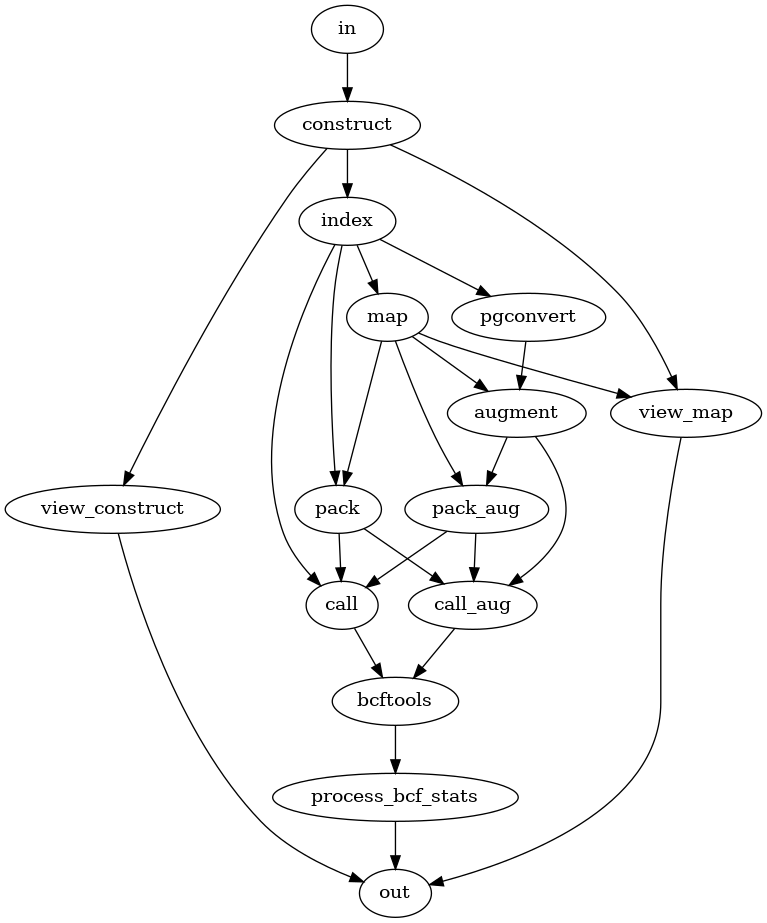 in
construct
index
map
pgconvert
augment
view_map
view_construct
pack
pack_aug
call
call_aug
bcftools
process_bcf_stats
out